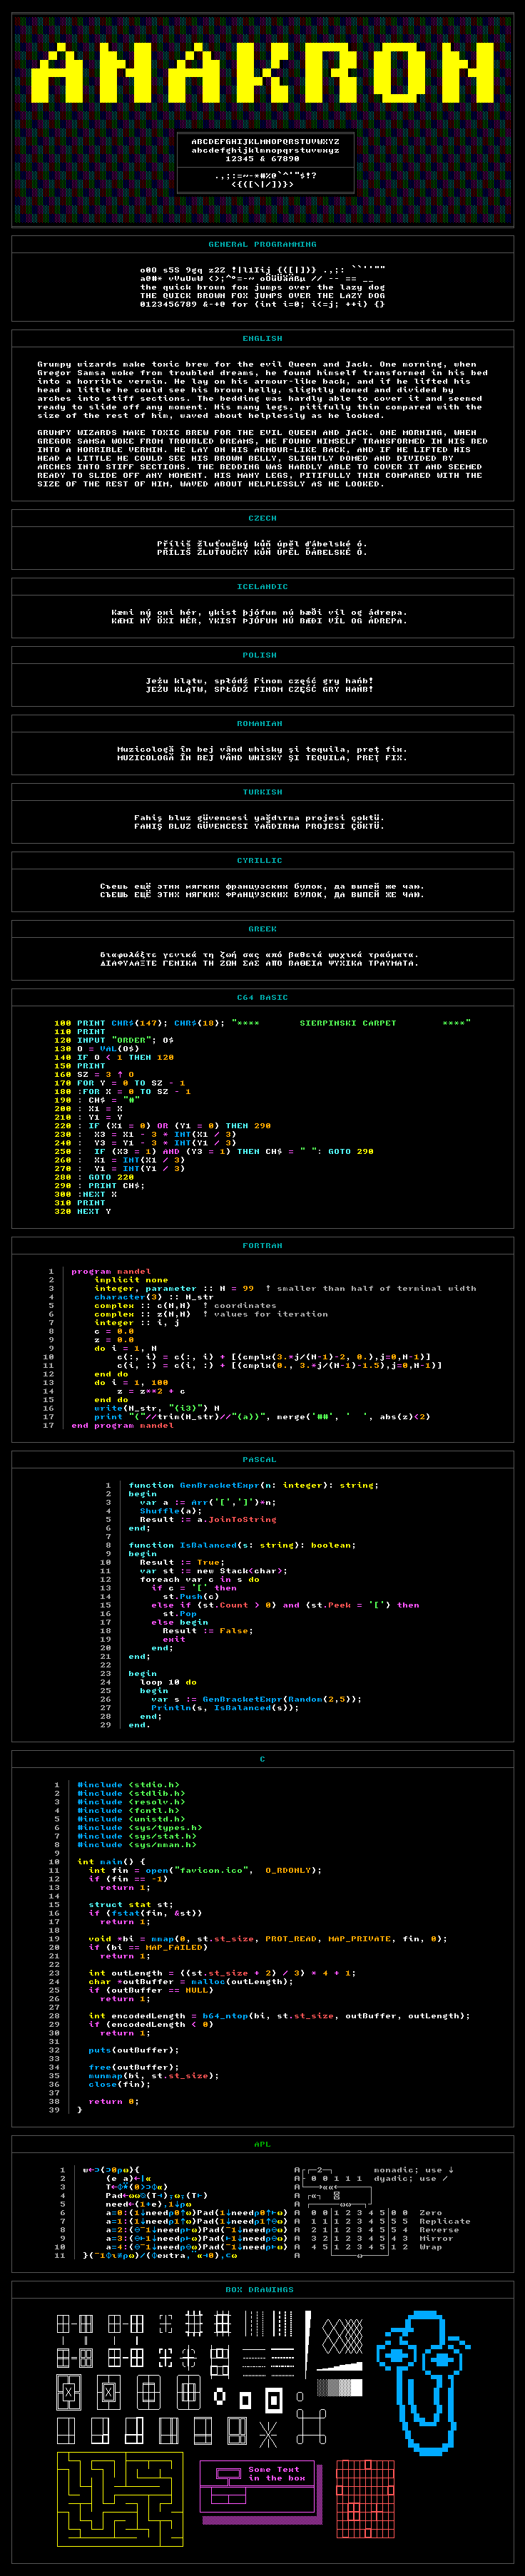 ANAKRON
ABCDEFGHIJKLMNOPQRSTUVWXYZ
abcdefghijklmnopqrstuvwxyz
12345 & 67890
GENERAL PROGRAMMING
the quick brown fox jumps over the lazy dog
THE QUICK BROWN FOX JUMPS OVER THE LAZY DOG
0123456789 &-+@ for (int i=0; i<=j; ++i) {}
ENGLISH
Grumpy wizards make toxic brew for the evil Queen and Jack. One morning, when
Gregor Samsa woke from troubled dreams, he found himself transformed in his bed
into a horrible vermin. He lay on his armour-like back, and if he lifted his
head a little he could see his brown belly, slightly domed and divided by
arches into stiff sections. The bedding was hardly able to cover it and seemed
ready to slide off any moment. His many legs, pitifully thin compared with the
size of the rest of him, waved about helplessly as he looked.
GRUMPY WIZARDS MAKE TOXIC BREW FOR THE EVIL QUEEN AND JACK. ONE MORNING, WHEN
GREGOR SAMSA WOKE FROM TROUBLED DREAMS, HE FOUND HIMSELF TRANSFORMED IN HIS BED
INTO A HORRIBLE VERMIN. HE LAY ON HIS ARMOUR-LIKE BACK, AND IF HE LIFTED HIS
HEAD A LITTLE HE COULD SEE HIS BROWN BELLY, SLIGHTLY DOMED AND DIVIDED BY
ARCHES INTO STIFF SECTIONS. THE BEDDING WAS HARDLY ABLE TO COVER IT AND SEEMED
READY TO SLIDE OFF ANY MOMENT. HIS MANY LEGS, PITIFULLY THIN COMPARED WITH THE
SIZE OF THE REST OF HIM, WAVED ABOUT HELPLESSLY AS HE LOOKED.
CZECH
Příliš žluťoučký kůň úpěl ďábelské ó.
PŘÍLIŠ ŽLUŤOUČKÝ KŮŇ ÚPĚL ĎÁBELSKÉ Ó.
ICELANDIC
Kæmi ný öxi hér, ykist þjófum nú bæði víl og ádrepa.
KÆMI NÝ ÖXI HÉR, YKIST ÞJÓFUM NÚ BÆÐI VÍL OG ÁDREPA.
POLISH
Jeżu klątw, spłódź Finom część gry hańb!
JEŻU KLĄTW, SPŁÓDŹ FINOM CZĘŚĆ GRY HAŃB!
ROMANIAN
Muzicologă în bej vând whisky și tequila, preț fix.
MUZICOLOGĂ ÎN BEJ VÂND WHISKY ȘI TEQUILA, PREȚ FIX.
TURKISH
Fahiş bluz güvencesi yağdırma projesi çöktü.
FAHİŞ BLUZ GÜVENCESİ YAĞDIRMA PROJESİ ÇÖKTÜ.
CYRILLIC
Съешь ещё этих мягких французских булок, да выпей же чаю.
СЪЕШЬ ЕЩЁ ЭТИХ МЯГКИХ ФРАНЦУЗСКИХ БУЛОК, ДА ВЫПЕЙ ЖЕ ЧАЮ.
GREEK
διαφυλάξτε γενικά τη ζωή σας από βαθειά ψυχικά τραύματα.
ΔΙΑΦΥΛΑΞΤΕ ΓΕΝΙΚΑ ΤΗ ΖΩΗ ΣΑΣ ΑΠΟ ΒΑΘΕΙΑ ΨΥΧΙΚΑ ΤΡΑΥΜΑΤΑ.
C64 BASIC
100 PRINT CHR$(147); CHR$(18); "**** SIERPINSKI CARPET ****"
110 PRINT
120 INPUT "ORDER"; O$
130 O = VAL(O$)
140 IF O < 1 THEN 120
150 PRINT
160 SZ = 3 ↑ O
170 FOR Y = 0 TO SZ - 1
180 :FOR X = 0 TO SZ - 1
190 : CH$ = "#"
200 : X1 = X
210 : Y1 = Y
220 : IF (X1 = 0) OR (Y1 = 0) THEN 290
230 : X3 = X1 - 3 * INT(X1 / 3)
240 : Y3 = Y1 - 3 * INT(Y1 / 3)
250 : IF (X3 = 1) AND (Y3 = 1) THEN CH$ = " ": GOTO 290
260 : X1 = INT(X1 / 3)
270 : Y1 = INT(Y1 / 3)
280 : GOTO 220
290 : PRINT CH$;
300 :NEXT X
310 PRINT
320 NEXT Y
FORTRAN
1 program mandel
2 implicit none
3 integer, parameter :: N = 99 ! smaller than half of terminal width
4 character(3) :: N_str
5 complex :: c(N,N) ! coordinates
6 complex :: z(N,N) ! values for iteration
7 integer :: i, j
8 c = 0.0
9 z = 0.0
9 do i = 1, N
10 c(:, i) = c(:, i) + [(cmplx(3.*j/(N-1)-2, 0.),j=0,N-1)]
11 c(i, :) = c(i, :) + [(cmplx(0., 3.*j/(N-1)-1.5),j=0,N-1)]
12 end do
13 do i = 1, 100
14 z = z**2 + c
15 end do
16 write(N_str, "(i3)") N
17 print "("//trim(N_str)//"(a))", merge('##', '  ', abs(z)<2)
17 end program mandel
PASCAL
1 function GenBracketExpr(n: integer): string;
2 begin
3 var a := Arr('[',']')*n;
4 Shuffle(a);
5 Result := a.JoinToString
6 end;
7
8 function IsBalanced(s: string): boolean;
9 begin
10 Result := True;
11 var st := new Stack<char>;
12 foreach var c in s do
13 if c = '[' then
14 st.Push(c)
15 else if (st.Count > 0) and (st.Peek = '[') then
16 st.Pop
17 else begin
18 Result := False;
19 exit
20 end;
21 end;
22
23 begin
24 loop 10 do
25 begin
26 var s := GenBracketExpr(Random(2,5));
27 Println(s, IsBalanced(s));
28 end;
29 end.
C
1 #include <stdio.h>
2 #include <stdlib.h>
3 #include <resolv.h>
4 #include <fcntl.h>
5 #include <unistd.h>
6 #include <sys/types.h>
7 #include <sys/stat.h>
8 #include <sys/mman.h>
9
10 int main() {
11 int fin = open("favicon.ico", O_RDONLY);
12 if (fin == -1)
13 return 1;
14
15 struct stat st;
16 if (fstat(fin, &st))
17 return 1;
18
19 void *bi = mmap(0, st.st_size, PROT_READ, MAP_PRIVATE, fin, 0);
20 if (bi == MAP_FAILED)
21 return 1;
22
23 int outLength = ((st.st_size + 2) / 3) * 4 + 1;
24 char *outBuffer = malloc(outLength);
25 if (outBuffer == NULL)
26 return 1;
27
28 int encodedLength = b64_ntop(bi, st.st_size, outBuffer, outLength);
29 if (encodedLength < 0)
30 return 1;
31
32 puts(outBuffer);
33
34 free(outBuffer);
35 munmap(bi, st.st_size);
36 close(fin);
37
38 return 0;
39 }
APL
monadic; use ↓
dyadic; use /
Zero
Replicate
Reverse
Mirror
Wrap
BOX DRAWINGS
Some Text
in the box